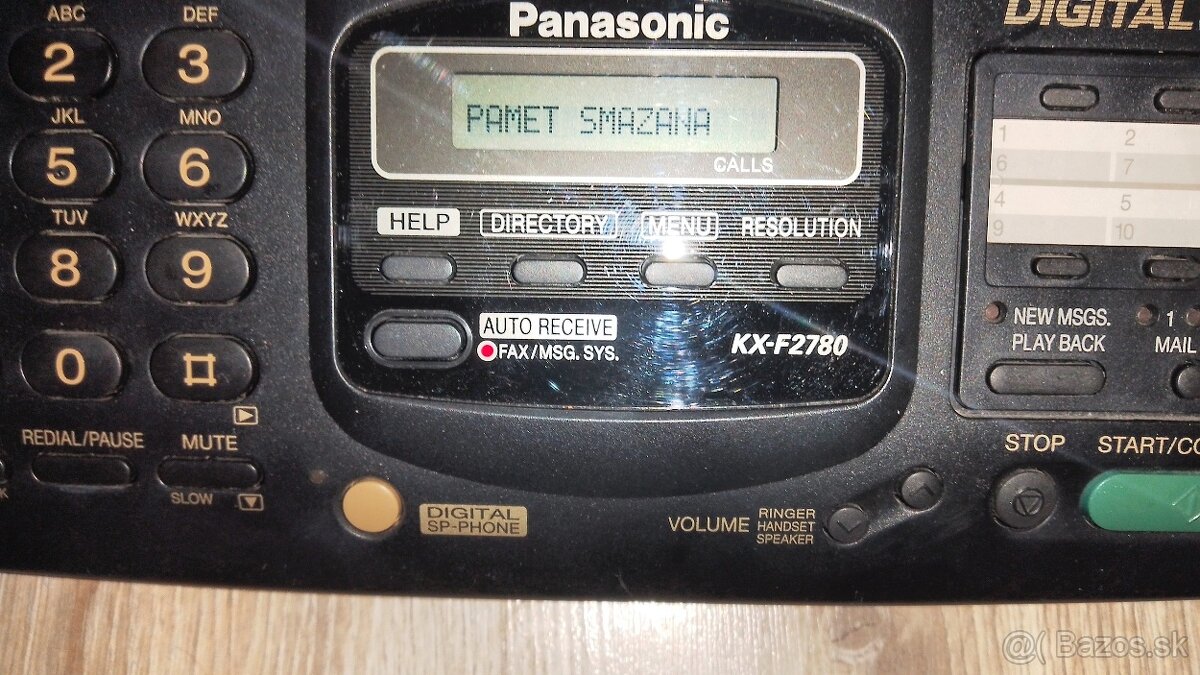 Panasonic
DIGITAL
PAMET SMAZANA
CALLS
HELP DIRECTORY MENU RESOLUTION
AUTO RECEIVE
FAX/MSG. SYS.
KX-F2780
ABC DEF
2 3
JKL MNO
5 6
TUV WXYZ
8 9
0
REDIAL/PAUSE MUTE
SLOW
DIGITAL
SP-PHONE
VOLUME
RINGER
HANDSET
SPEAKER
1 2
6 7
4 5
9 10
NEW MSGS. 1
PLAY BACK MAIL
STOP START/CO
@( Bazos.sk